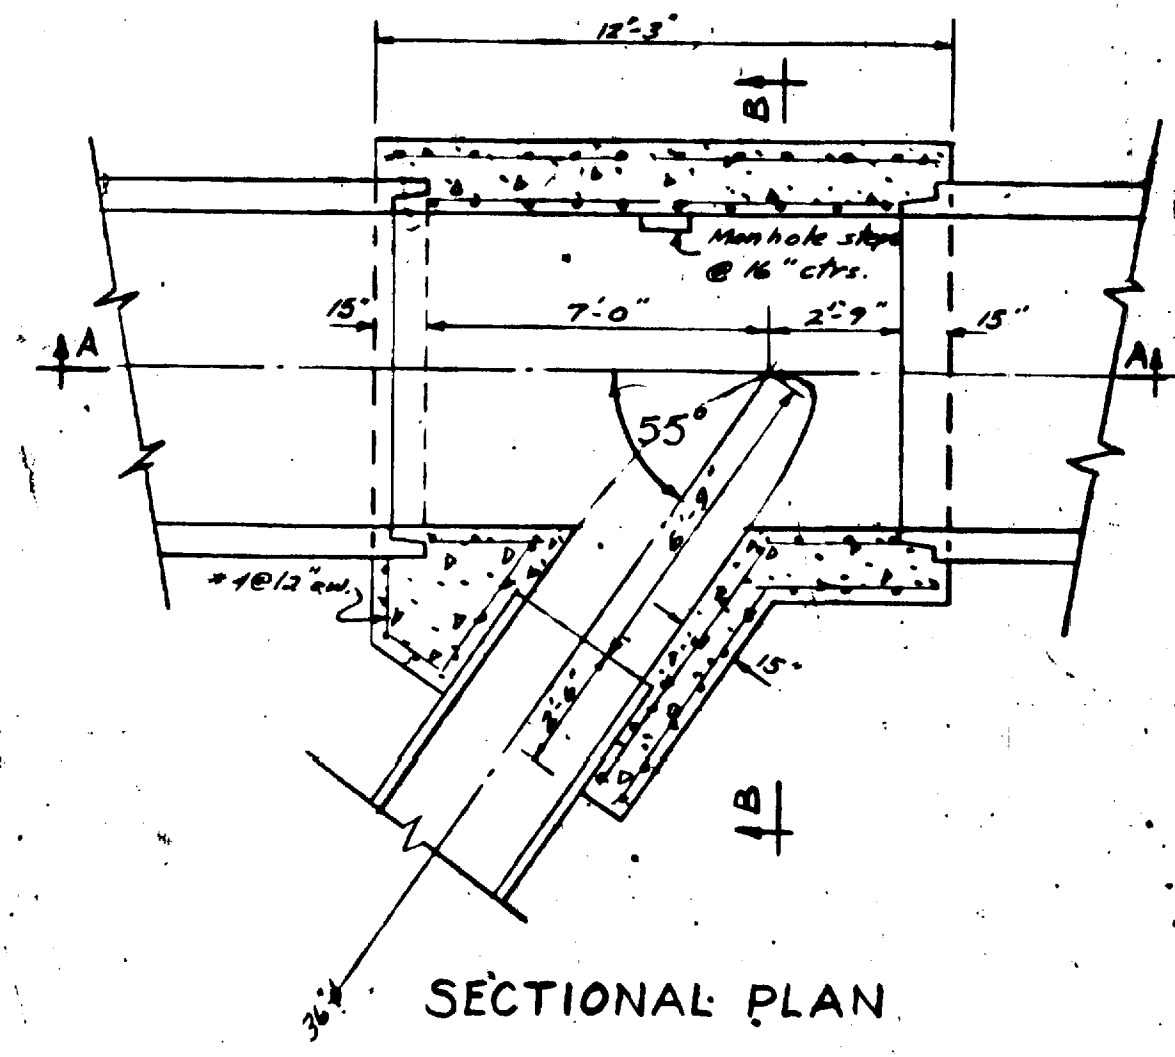 12'-3"
B
Manhole steps
@ 16" ctrs.
15"
7'-0"
2'-9"
15"
A
A
55°
6'-9"
#4@12" e.w.
15"
2'-6"
B
36"
SECTIONAL PLAN